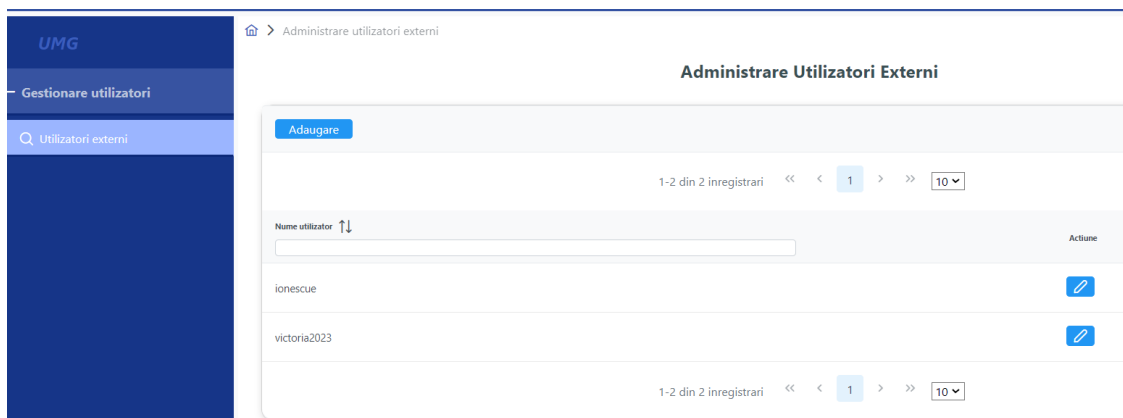 UMG
Gestionare utilizatori
Utilizatori externi
Administrare utilizatori externi
Administrare Utilizatori Externi
Adaugare
1-2 din 2 inregistrari 1 10
Nume utilizator
Actiune
ionescue
victoria2023
1-2 din 2 inregistrari 1 10